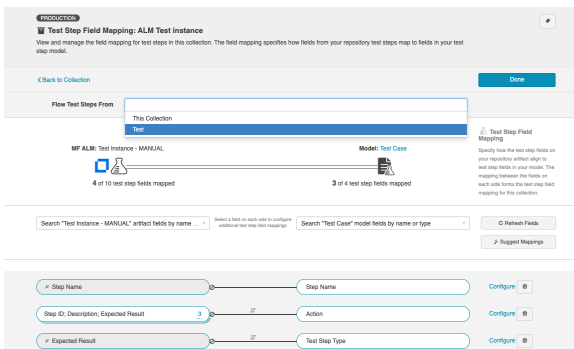 PRODUCTION
Test Step Field Mapping: ALM Test instance
View and manage the field mapping for test steps in this collection. The field mapping specifies how fields from your repository test steps map to fields in your test
step model.
Back to Collection
Done
Flow Test Steps From
This Collection
Test
MF ALM: Test Instance - MANUAL
4 of 10 test step fields mapped
Model: Test Case
3 of 4 test step fields mapped
Test Step Field
Mapping
Specify how the test step fields on
your repository artifact align to
test step fields in your model. The
mapping between the fields on
each side forms the test step field
mapping for this collection.
Search "Test Instance - MANUAL" artifact fields by name ...
Select a field on each side to configure
additional test step field mappings
Search "Test Case" model fields by name or type
Refresh Fields
Suggest Mappings
Step Name
Step Name
Configure
Step ID; Description; Expected Result 3
Action
Configure
Expected Result
Test Step Type
Configure